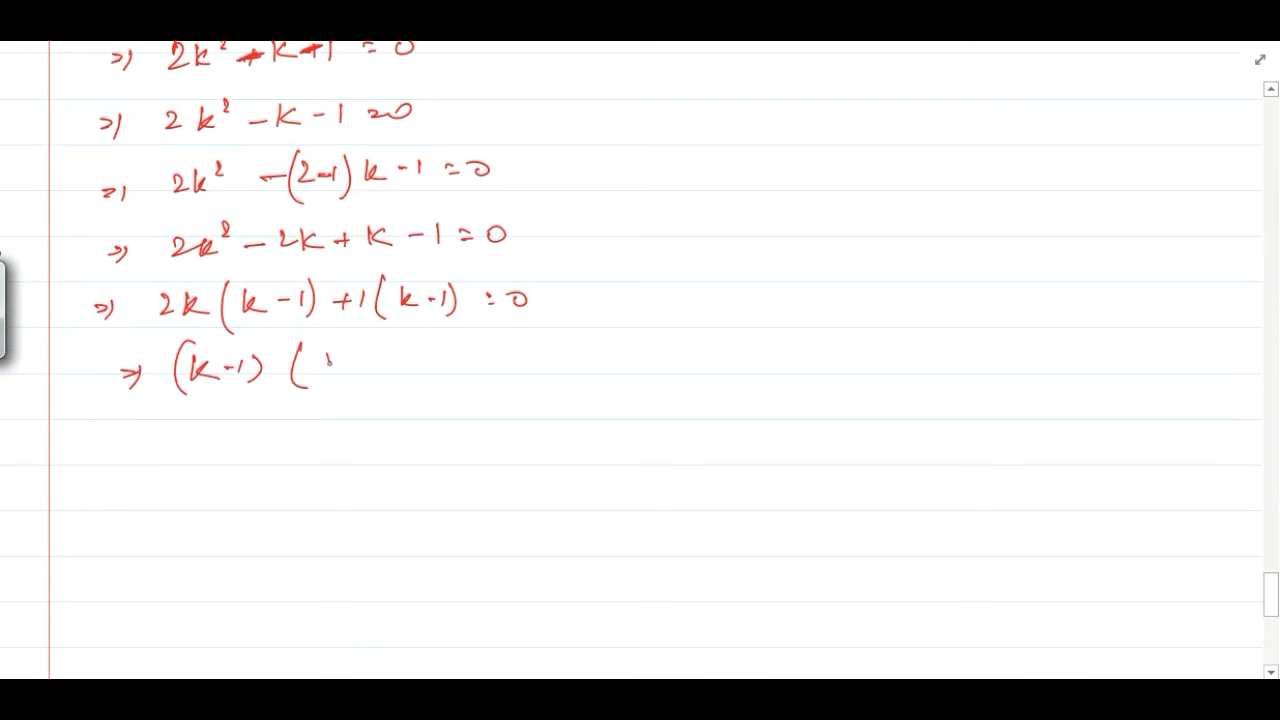 => 2k² - k - 1 = 0
=> 2k² - k - 1 = 0
=> 2k² - (2-1) k - 1 = 0
=> 2k² - 2k + k - 1 = 0
=> 2k (k - 1) + 1 (k - 1) = 0
=> (k - 1) (